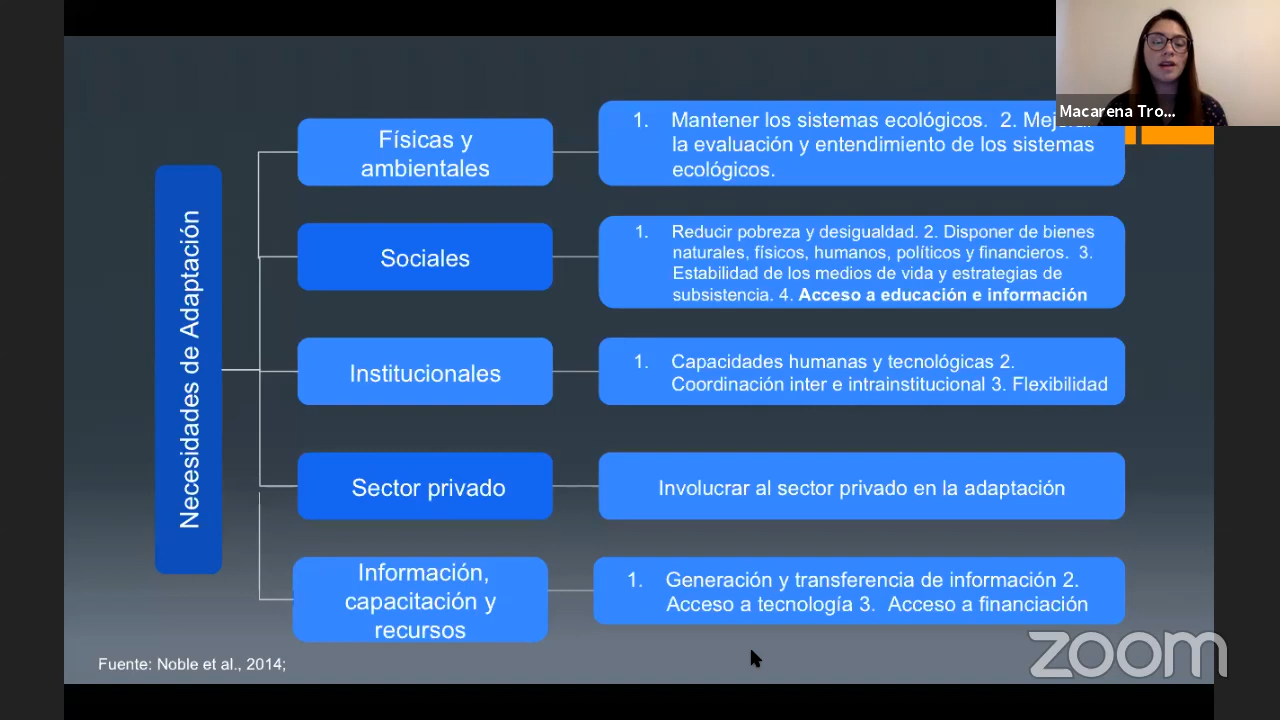 Macarena Tro...
Necesidades de Adaptación
Físicas y
ambientales
1. Mantener los sistemas ecológicos. 2. Mejorar
la evaluación y entendimiento de los sistemas
ecológicos.
Sociales
1. Reducir pobreza y desigualdad. 2. Disponer de bienes
naturales, físicos, humanos, políticos y financieros. 3.
Estabilidad de los medios de vida y estrategias de
subsistencia. 4. Acceso a educación e información
Institucionales
1. Capacidades humanas y tecnológicas 2.
Coordinación inter e intrainstitucional 3. Flexibilidad
Sector privado
Involucrar al sector privado en la adaptación
Información,
capacitación y
recursos
1. Generación y transferencia de información 2.
Acceso a tecnología 3. Acceso a financiación
Fuente: Noble et al., 2014;
zoom